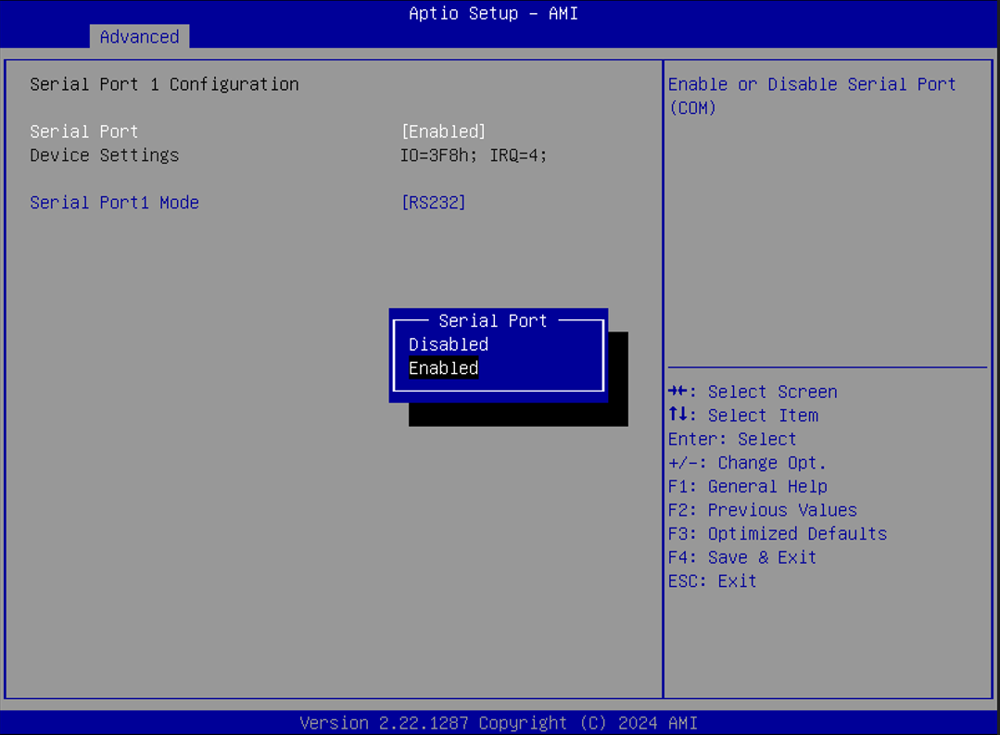 Aptio Setup - AMI
Advanced
Serial Port 1 Configuration
Serial Port [Enabled]
Device Settings IO=3F8h; IRQ=4;
Serial Port1 Mode [RS232]
Serial Port
Disabled
Enabled
Enable or Disable Serial Port
(COM)
→←: Select Screen
↑↓: Select Item
Enter: Select
+/-: Change Opt.
F1: General Help
F2: Previous Values
F3: Optimized Defaults
F4: Save & Exit
ESC: Exit
Version 2.22.1287 Copyright (C) 2024 AMI